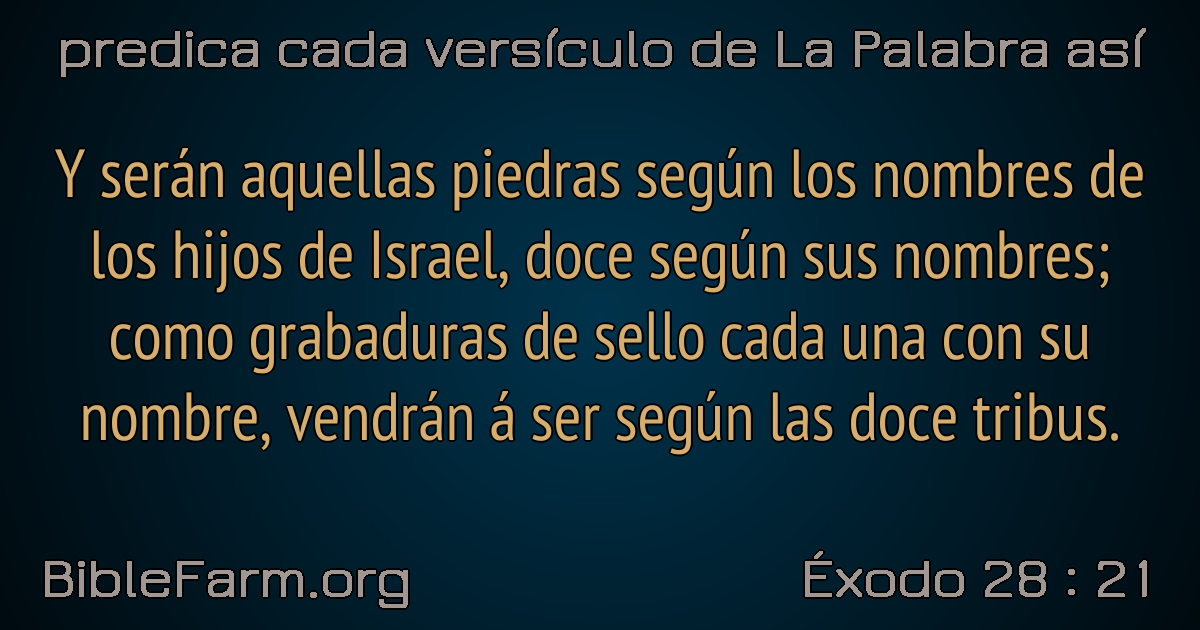 predica cada versículo de La Palabra así
Y serán aquellas piedras según los nombres de
los hijos de Israel, doce según sus nombres;
como grabaduras de sello cada una con su
nombre, vendrán á ser según las doce tribus.
BibleFarm.org
Éxodo 28 : 21